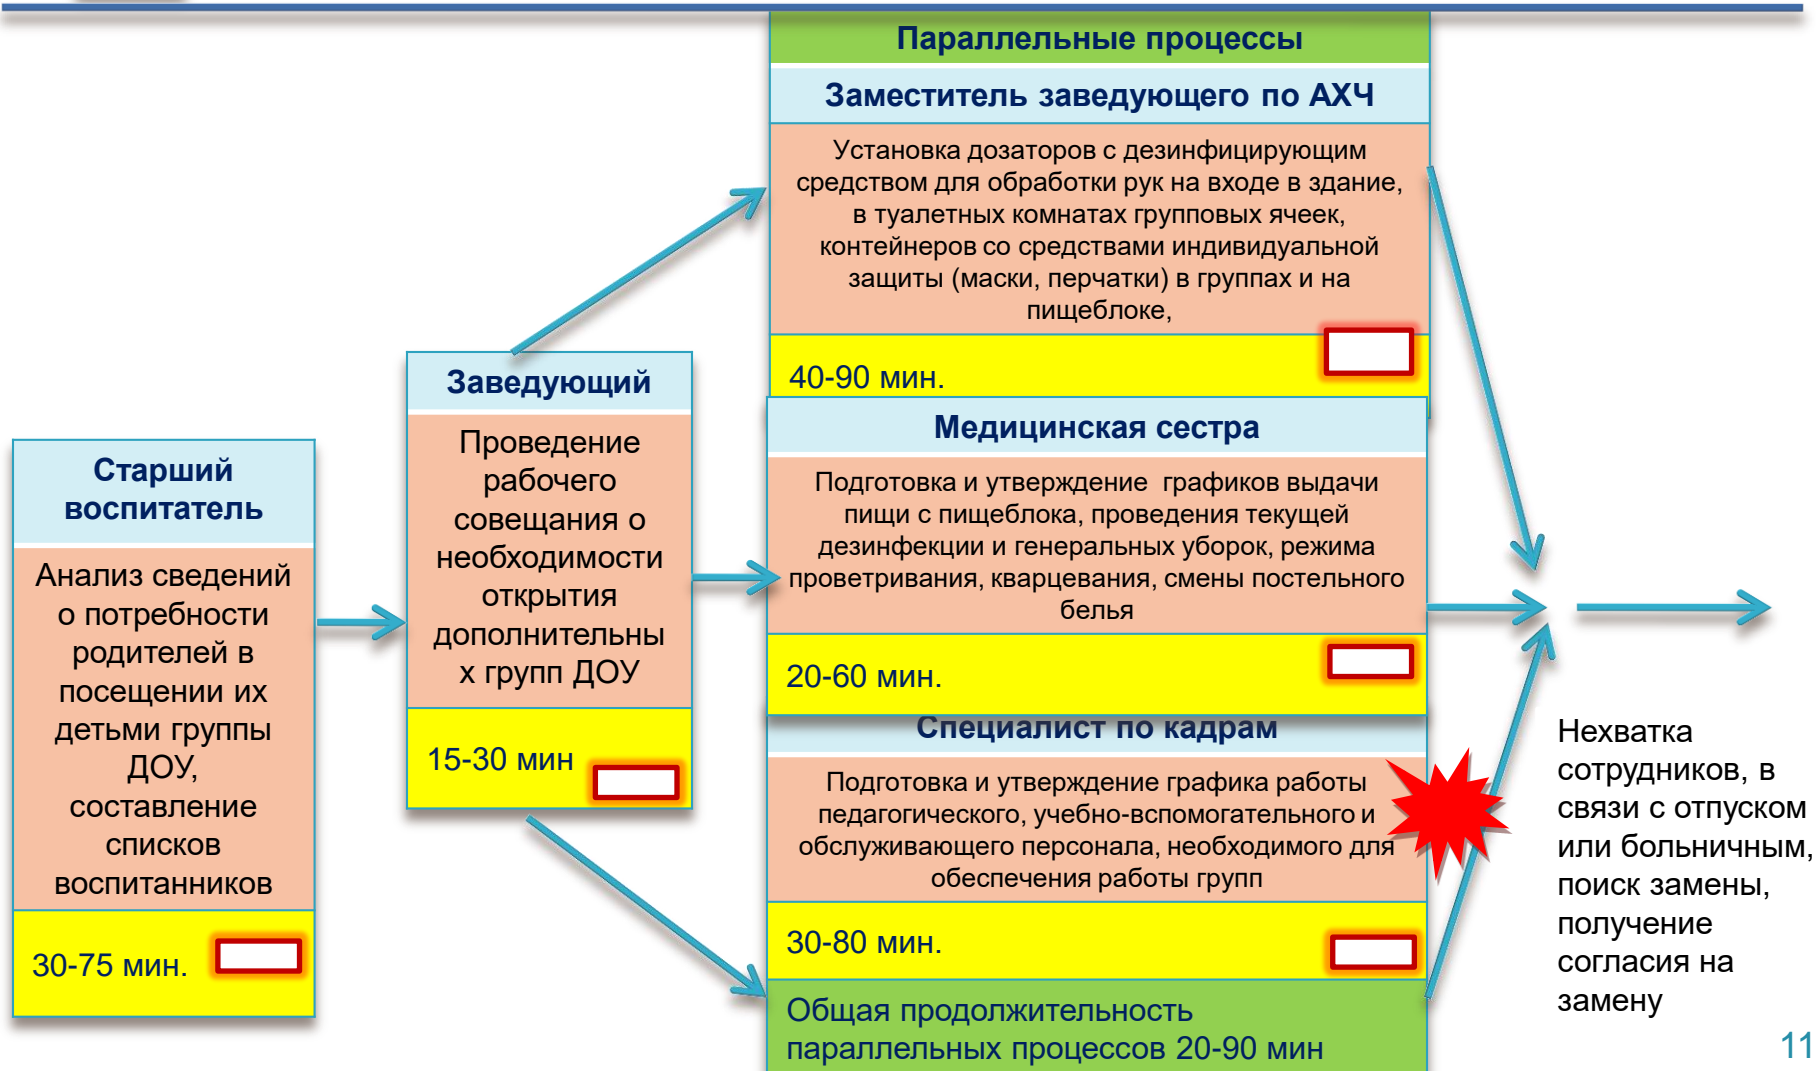 Параллельные процессы
Заместитель заведующего по АХЧ
Установка дозаторов с дезинфицирующим
средством для обработки рук на входе в здание,
в туалетных комнатах групповых ячеек,
контейнеров со средствами индивидуальной
защиты (маски, перчатки) в группах и на
пищеблоке,
40-90 мин.
Заведующий
Проведение
рабочего
совещания о
необходимости
открытия
дополнительны
х групп ДОУ
15-30 мин
Старший
воспитатель
Анализ сведений
о потребности
родителей в
посещении их
детьми группы
ДОУ,
составление
списков
воспитанников
30-75 мин.
Медицинская сестра
Подготовка и утверждение  графиков выдачи
пищи с пищеблока, проведения текущей
дезинфекции и генеральных уборок, режима
проветривания, кварцевания, смены постельного
белья
20-60 мин.
Специалист по кадрам
Подготовка и утверждение графика работы
педагогического, учебно-вспомогательного и
обслуживающего персонала, необходимого для
обеспечения работы групп
30-80 мин.
Общая продолжительность
параллельных процессов 20-90 мин
Нехватка
сотрудников, в
связи с отпуском
или больничным,
поиск замены,
получение
согласия на
замену
11